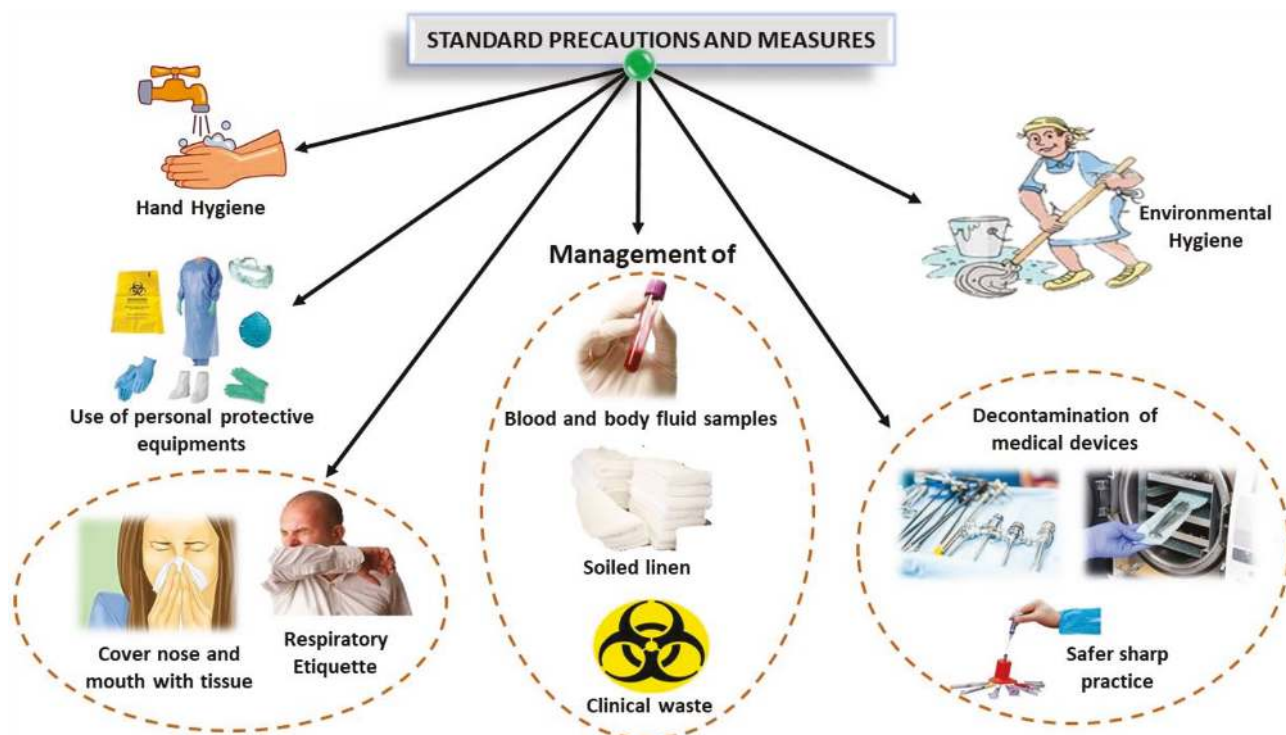 STANDARD PRECAUTIONS AND MEASURES
Hand Hygiene
Environmental
Hygiene
Management of
Use of personal protective
equipments
Blood and body fluid samples
Decontamination of
medical devices
Soiled linen
Cover nose and
mouth with tissue
Respiratory
Etiquette
Safer sharp
practice
Clinical waste